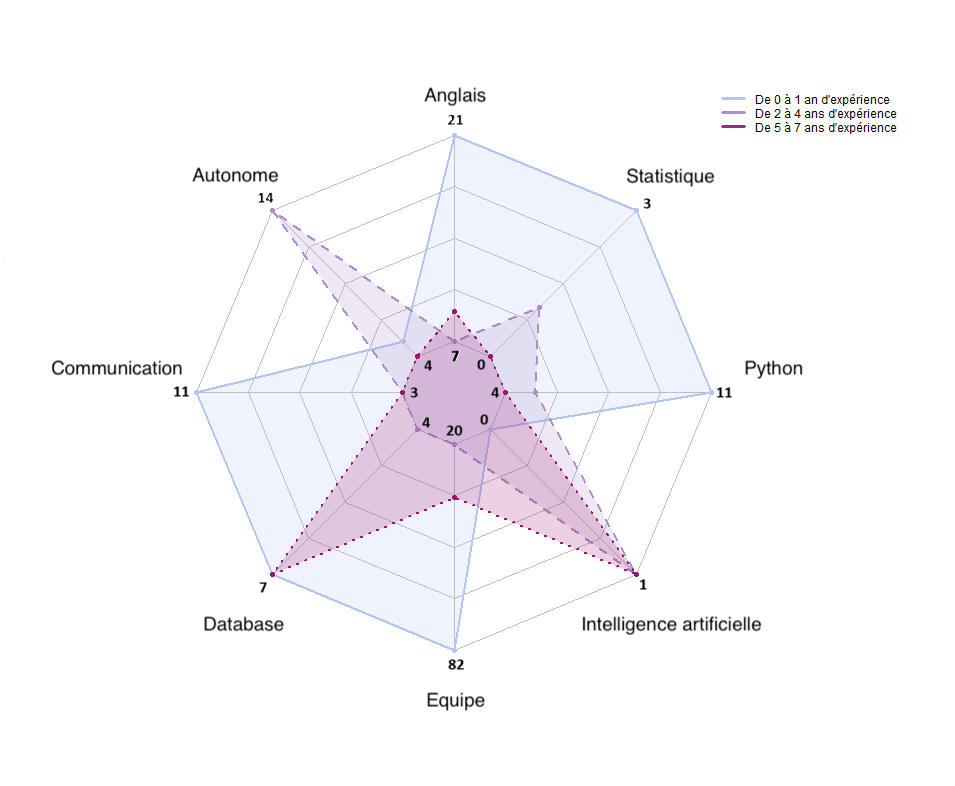 Anglais
21
De 0 à 1 an d'expérience
De 2 à 4 ans d'expérience
De 5 à 7 ans d'expérience
Autonome
14
Statistique
3
7
0
4
Communication
11
3
4
Python
11
4
20
0
7
1
Database
Intelligence artificielle
82
Equipe